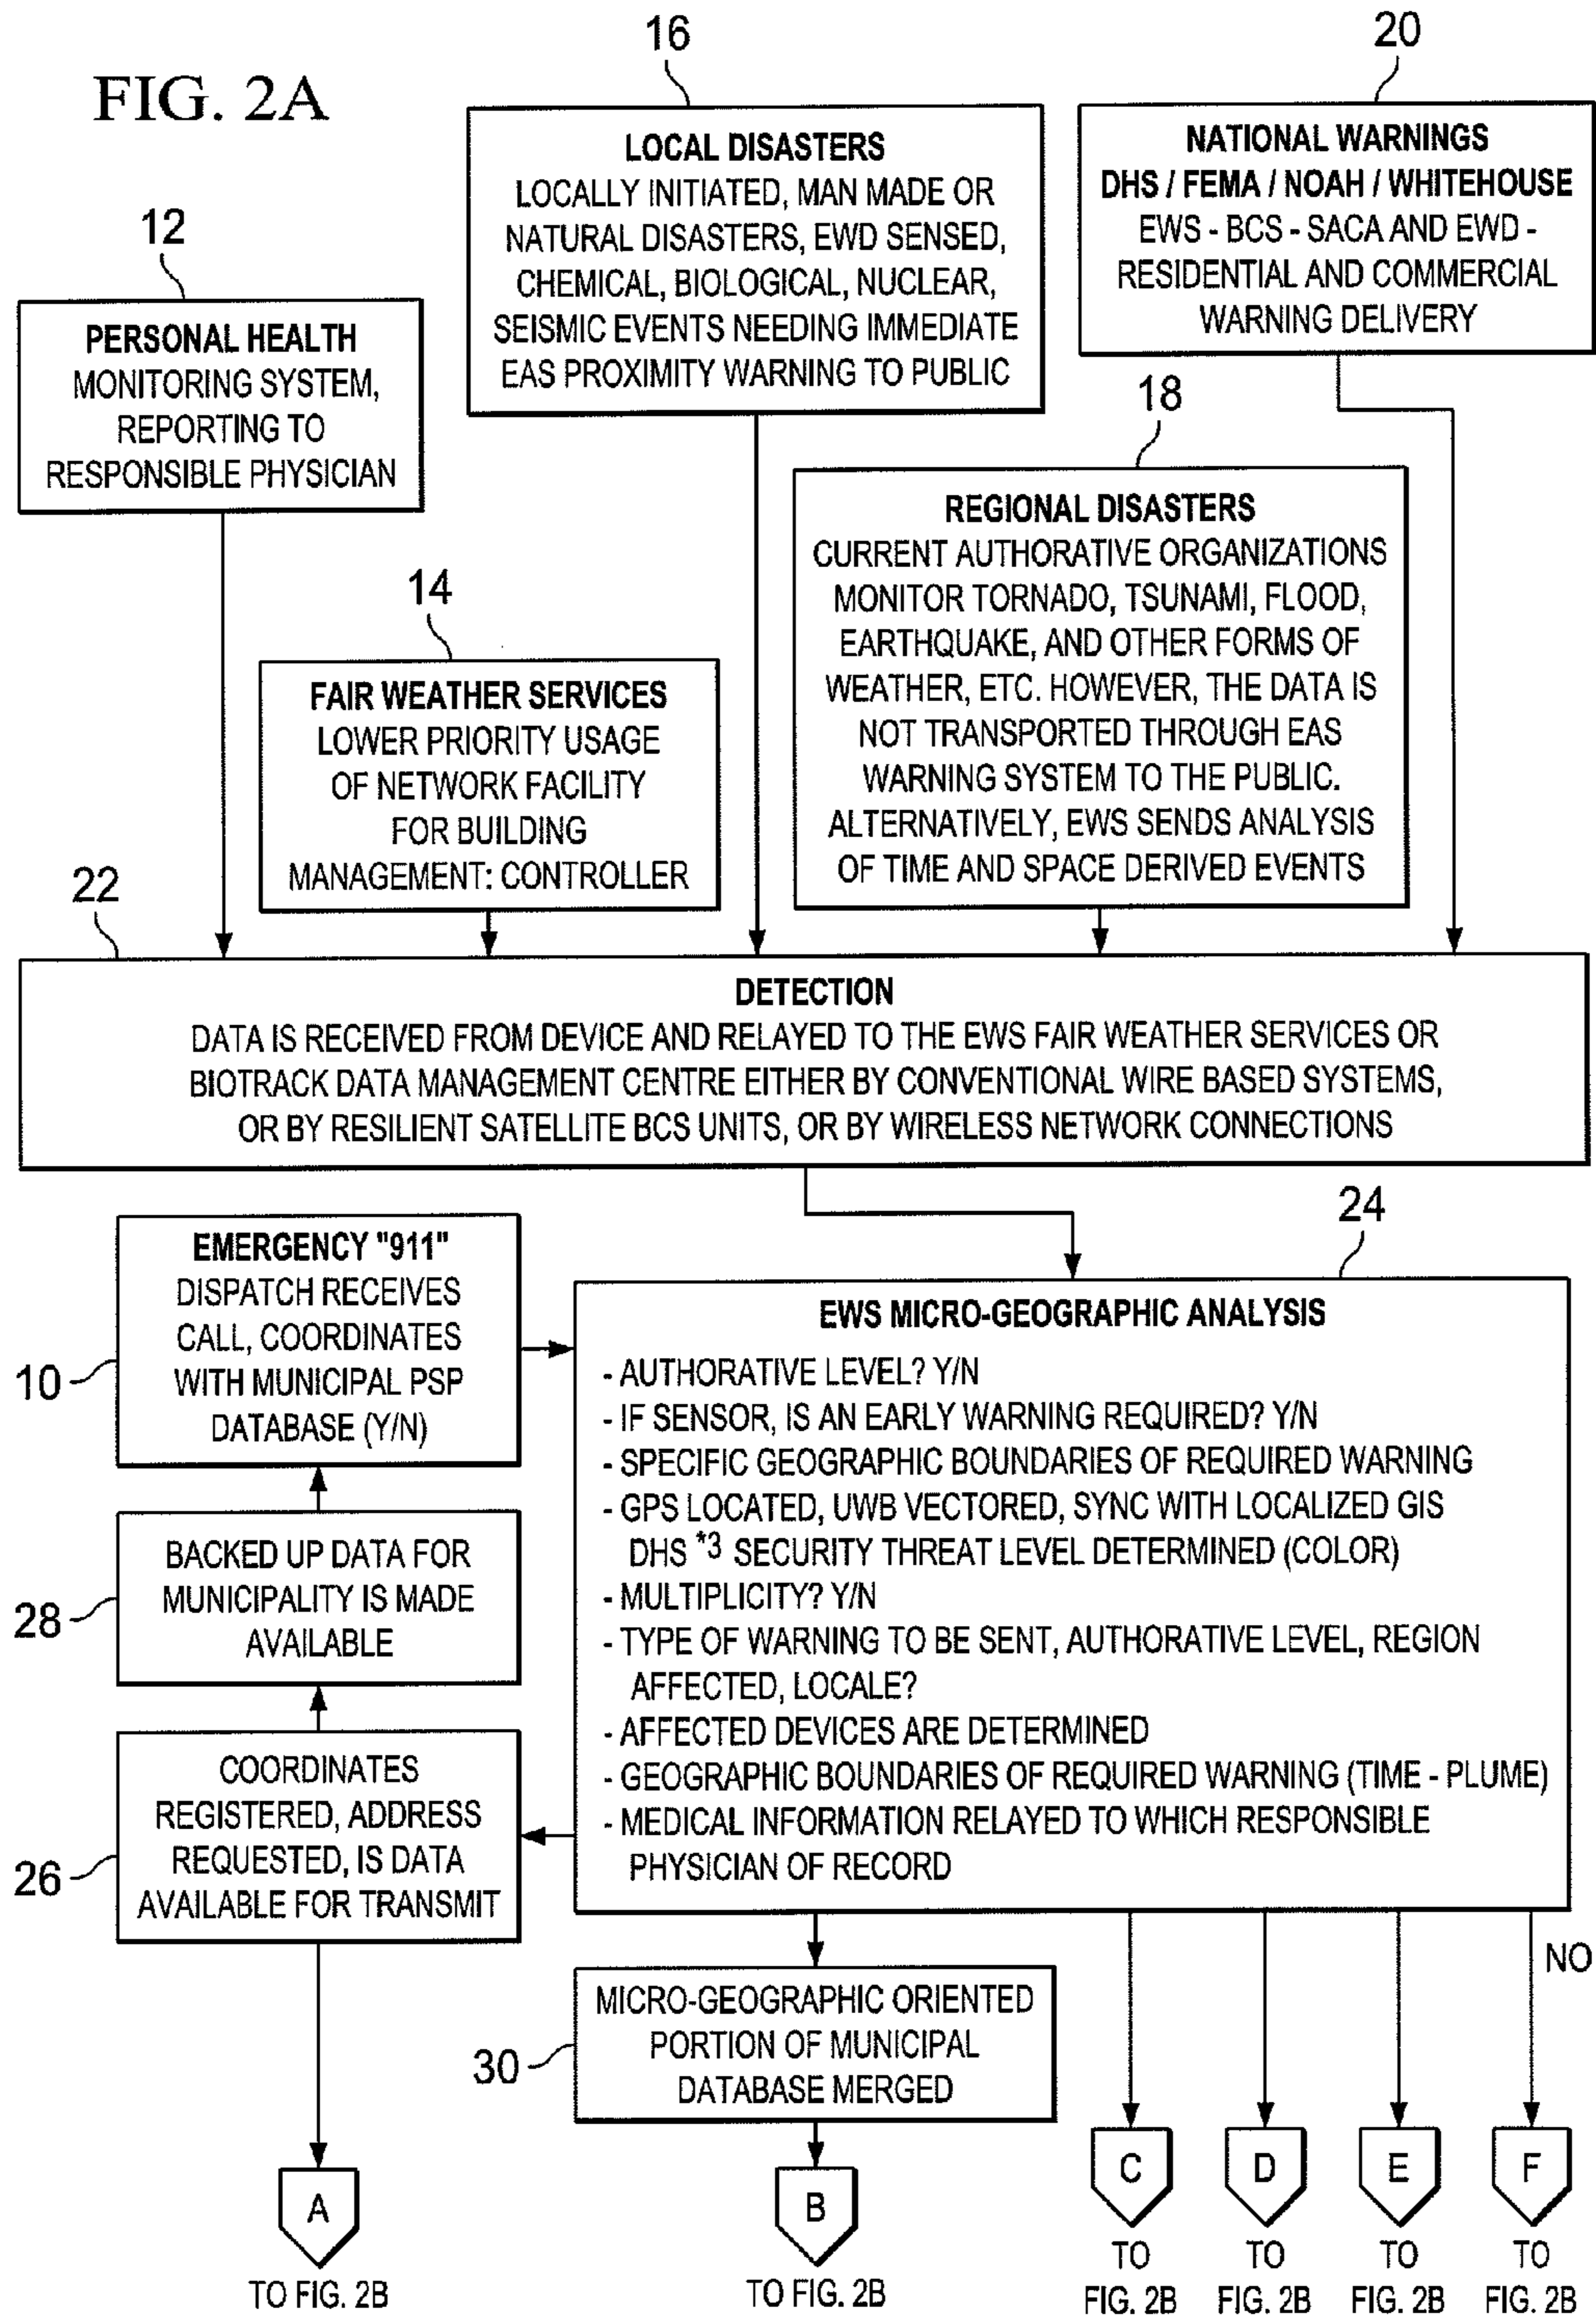 FIG. 2A
16
LOCAL DISASTERS
LOCALLY INITIATED, MAN MADE OR
NATURAL DISASTERS, EWD SENSED,
CHEMICAL, BIOLOGICAL, NUCLEAR,
SEISMIC EVENTS NEEDING IMMEDIATE
EAS PROXIMITY WARNING TO PUBLIC
20
NATIONAL WARNINGS
DHS / FEMA / NOAH / WHITEHOUSE
EWS - BCS - SACA AND EWD -
RESIDENTIAL AND COMMERCIAL
WARNING DELIVERY
12
PERSONAL HEALTH
MONITORING SYSTEM,
REPORTING TO
RESPONSIBLE PHYSICIAN
18
REGIONAL DISASTERS
CURRENT AUTHORATIVE ORGANIZATIONS
MONITOR TORNADO, TSUNAMI, FLOOD,
EARTHQUAKE, AND OTHER FORMS OF
WEATHER, ETC. HOWEVER, THE DATA IS
NOT TRANSPORTED THROUGH EAS
WARNING SYSTEM TO THE PUBLIC.
ALTERNATIVELY, EWS SENDS ANALYSIS
OF TIME AND SPACE DERIVED EVENTS
14
FAIR WEATHER SERVICES
LOWER PRIORITY USAGE
OF NETWORK FACILITY
FOR BUILDING
MANAGEMENT: CONTROLLER
22
DETECTION
DATA IS RECEIVED FROM DEVICE AND RELAYED TO THE EWS FAIR WEATHER SERVICES OR
BIOTRACK DATA MANAGEMENT CENTRE EITHER BY CONVENTIONAL WIRE BASED SYSTEMS,
OR BY RESILIENT SATELLITE BCS UNITS, OR BY WIRELESS NETWORK CONNECTIONS
10
EMERGENCY "911"
DISPATCH RECEIVES
CALL, COORDINATES
WITH MUNICIPAL PSP
DATABASE (Y/N)
24
EWS MICRO-GEOGRAPHIC ANALYSIS
- AUTHORATIVE LEVEL? Y/N
- IF SENSOR, IS AN EARLY WARNING REQUIRED? Y/N
- SPECIFIC GEOGRAPHIC BOUNDARIES OF REQUIRED WARNING
- GPS LOCATED, UWB VECTORED, SYNC WITH LOCALIZED GIS
DHS *3 SECURITY THREAT LEVEL DETERMINED (COLOR)
- MULTIPLICITY? Y/N
- TYPE OF WARNING TO BE SENT, AUTHORATIVE LEVEL, REGION
AFFECTED, LOCALE?
- AFFECTED DEVICES ARE DETERMINED
- GEOGRAPHIC BOUNDARIES OF REQUIRED WARNING (TIME - PLUME)
- MEDICAL INFORMATION RELAYED TO WHICH RESPONSIBLE
PHYSICIAN OF RECORD
28
BACKED UP DATA FOR
MUNICIPALITY IS MADE
AVAILABLE
26
COORDINATES
REGISTERED, ADDRESS
REQUESTED, IS DATA
AVAILABLE FOR TRANSMIT
NO
30
MICRO-GEOGRAPHIC ORIENTED
PORTION OF MUNICIPAL
DATABASE MERGED
A
TO FIG. 2B
B
TO FIG. 2B
C
TO
FIG. 2B
D
TO
FIG. 2B
E
TO
FIG. 2B
F
TO
FIG. 2B